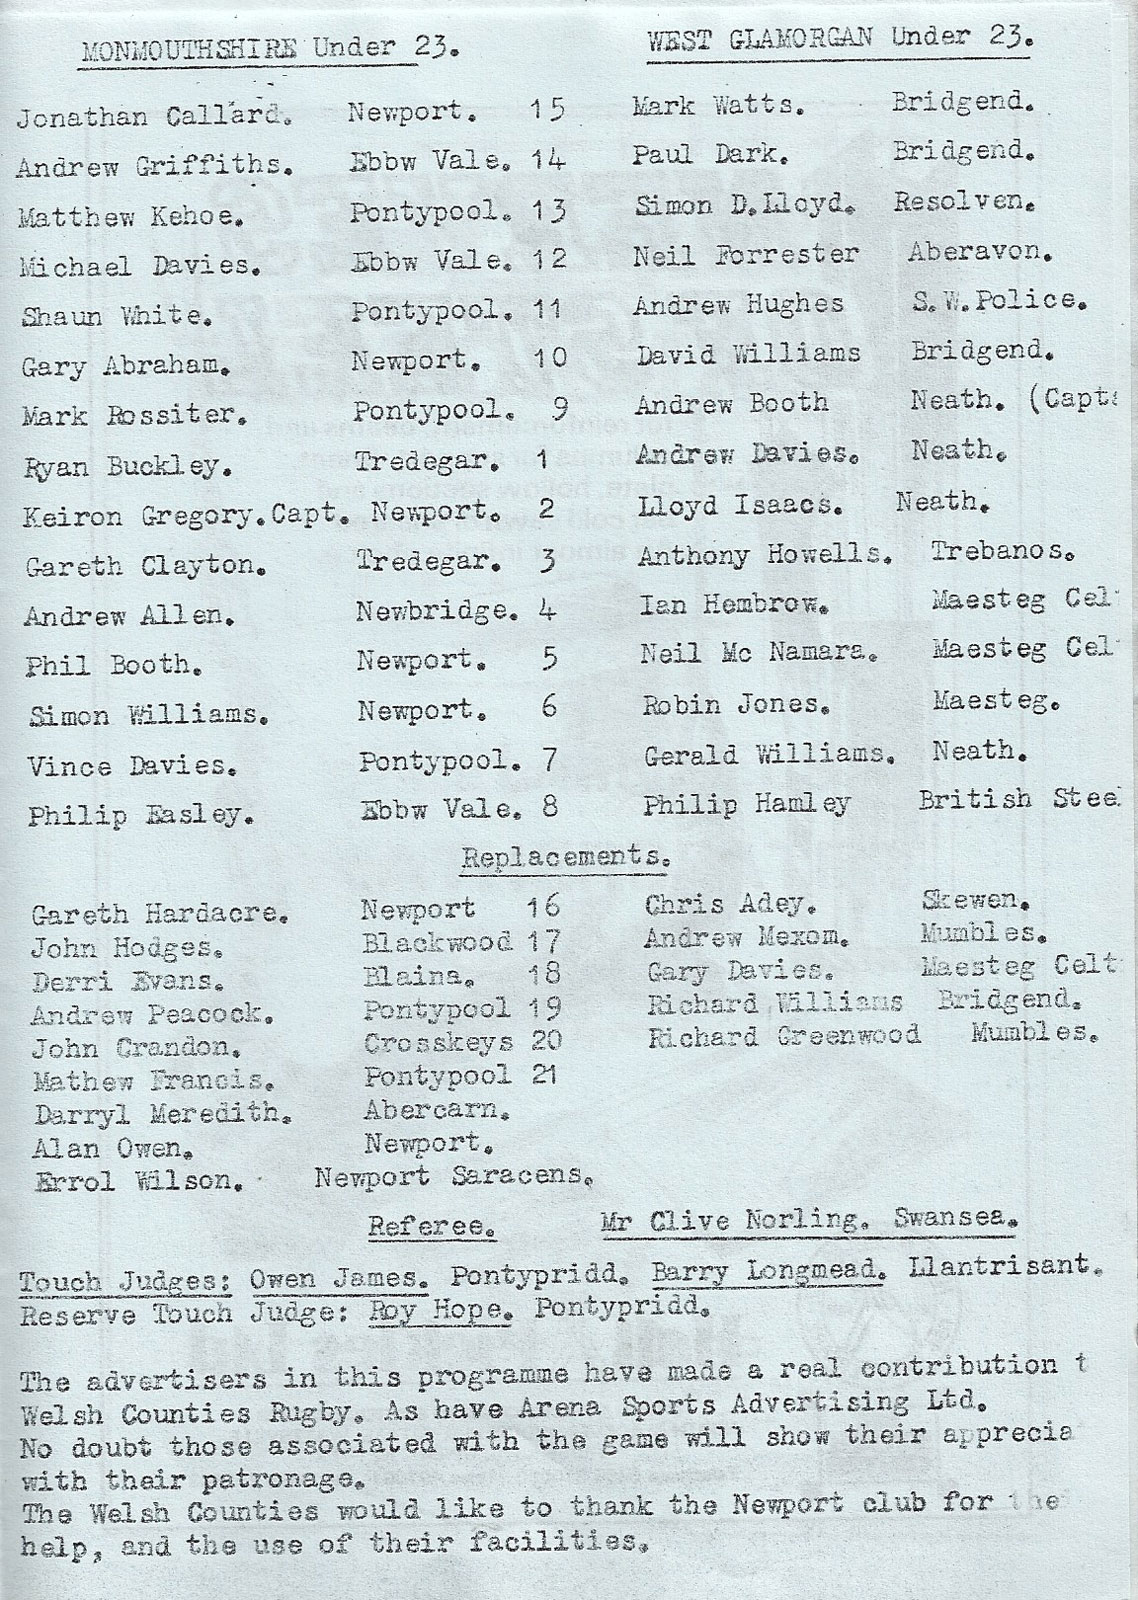 MONMOUTHSHIRE Under 23. WEST GLAMORGAN Under 23.
Jonathan Callard. Newport. 15 Mark Watts. Bridgend.
Andrew Griffiths. Ebbw Vale. 14 Paul Dark. Bridgend.
Matthew Kehoe. Pontypool. 13 Simon D.Lloyd. Resolven.
Michael Davies. Ebbw Vale. 12 Neil Forrester Aberavon.
Shaun White. Pontypool. 11 Andrew Hughes S.W.Police.
Gary Abraham. Newport. 10 David Williams Bridgend.
Mark Rossiter. Pontypool. 9 Andrew Booth Neath. (Capt
Ryan Buckley. Tredegar. 1 Andrew Davies. Neath.
Keiron Gregory.Capt. Newport. 2 Lloyd Isaacs. Neath.
Gareth Clayton. Tredegar. 3 Anthony Howells. Trebanos.
Andrew Allen. Newbridge. 4 Ian Hembrow. Maesteg Cel
Phil Booth. Newport. 5 Neil Mc Namara. Maesteg Cel
Simon Williams. Newport. 6 Robin Jones. Maesteg.
Vince Davies. Pontypool. 7 Gerald Williams. Neath.
Philip Easley. Ebbw Vale. 8 Philip Hamley British Stee
Replacements.
Gareth Hardacre. Newport 16 Chris Adey. Skewen.
John Hodges. Blackwood 17 Andrew Mexom. Mumbles.
Derri Evans. Blaina. 18 Gary Davies. Maesteg Celt
Andrew Peacock. Pontypool 19 Richard Williams Bridgend.
John Crandon. Crosskeys 20 Richard Greenwood Mumbles.
Mathew Francis. Pontypool 21
Darryl Meredith. Abercarn.
Alan Owen. Newport.
Errol Wilson. Newport Saracens.
Referee. Mr Clive Norling. Swansea.
Touch Judges: Owen James. Pontypridd. Barry Longmead. Llantrisant.
Reserve Touch Judge: Roy Hope. Pontypridd.
The advertisers in this programme have made a real contribution t
Welsh Counties Rugby. As have Arena Sports Advertising Ltd.
No doubt those associated with the game will show their apprecia
with their patronage.
The Welsh Counties would like to thank the Newport club for the
help, and the use of their facilities.